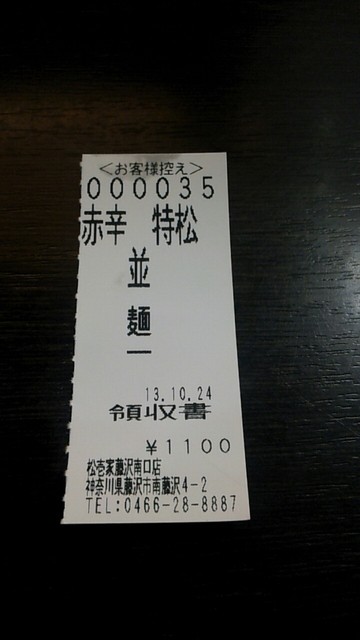 ＜お客様控え＞
000035
赤辛 特松
並
麺
13.10.24
領収書
￥1100
松壱家藤沢南口店
神奈川県藤沢市南藤沢4-2
TEL:0466-28-8887